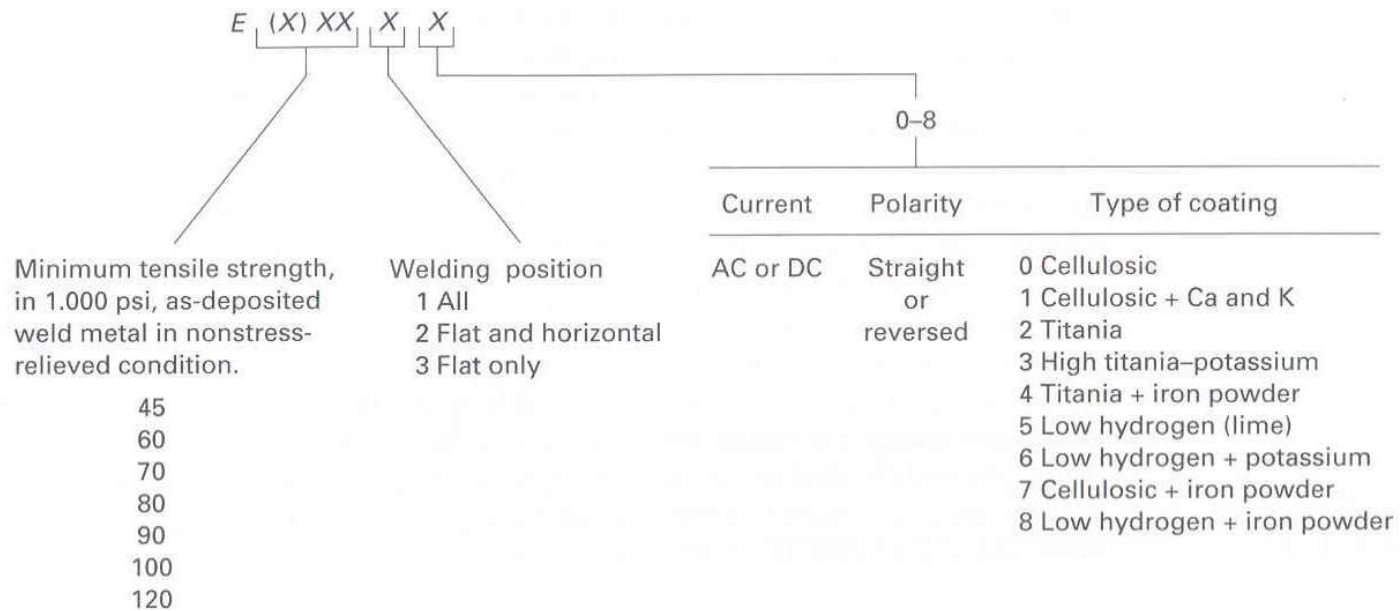 E (X) XX X X
0–8
Current Polarity Type of coating
Minimum tensile strength,
in 1.000 psi, as-deposited
weld metal in nonstress-
relieved condition.
45
60
70
80
90
100
120
Welding position
1 All
2 Flat and horizontal
3 Flat only
AC or DC
Straight
or
reversed
0 Cellulosic
1 Cellulosic + Ca and K
2 Titania
3 High titania–potassium
4 Titania + iron powder
5 Low hydrogen (lime)
6 Low hydrogen + potassium
7 Cellulosic + iron powder
8 Low hydrogen + iron powder